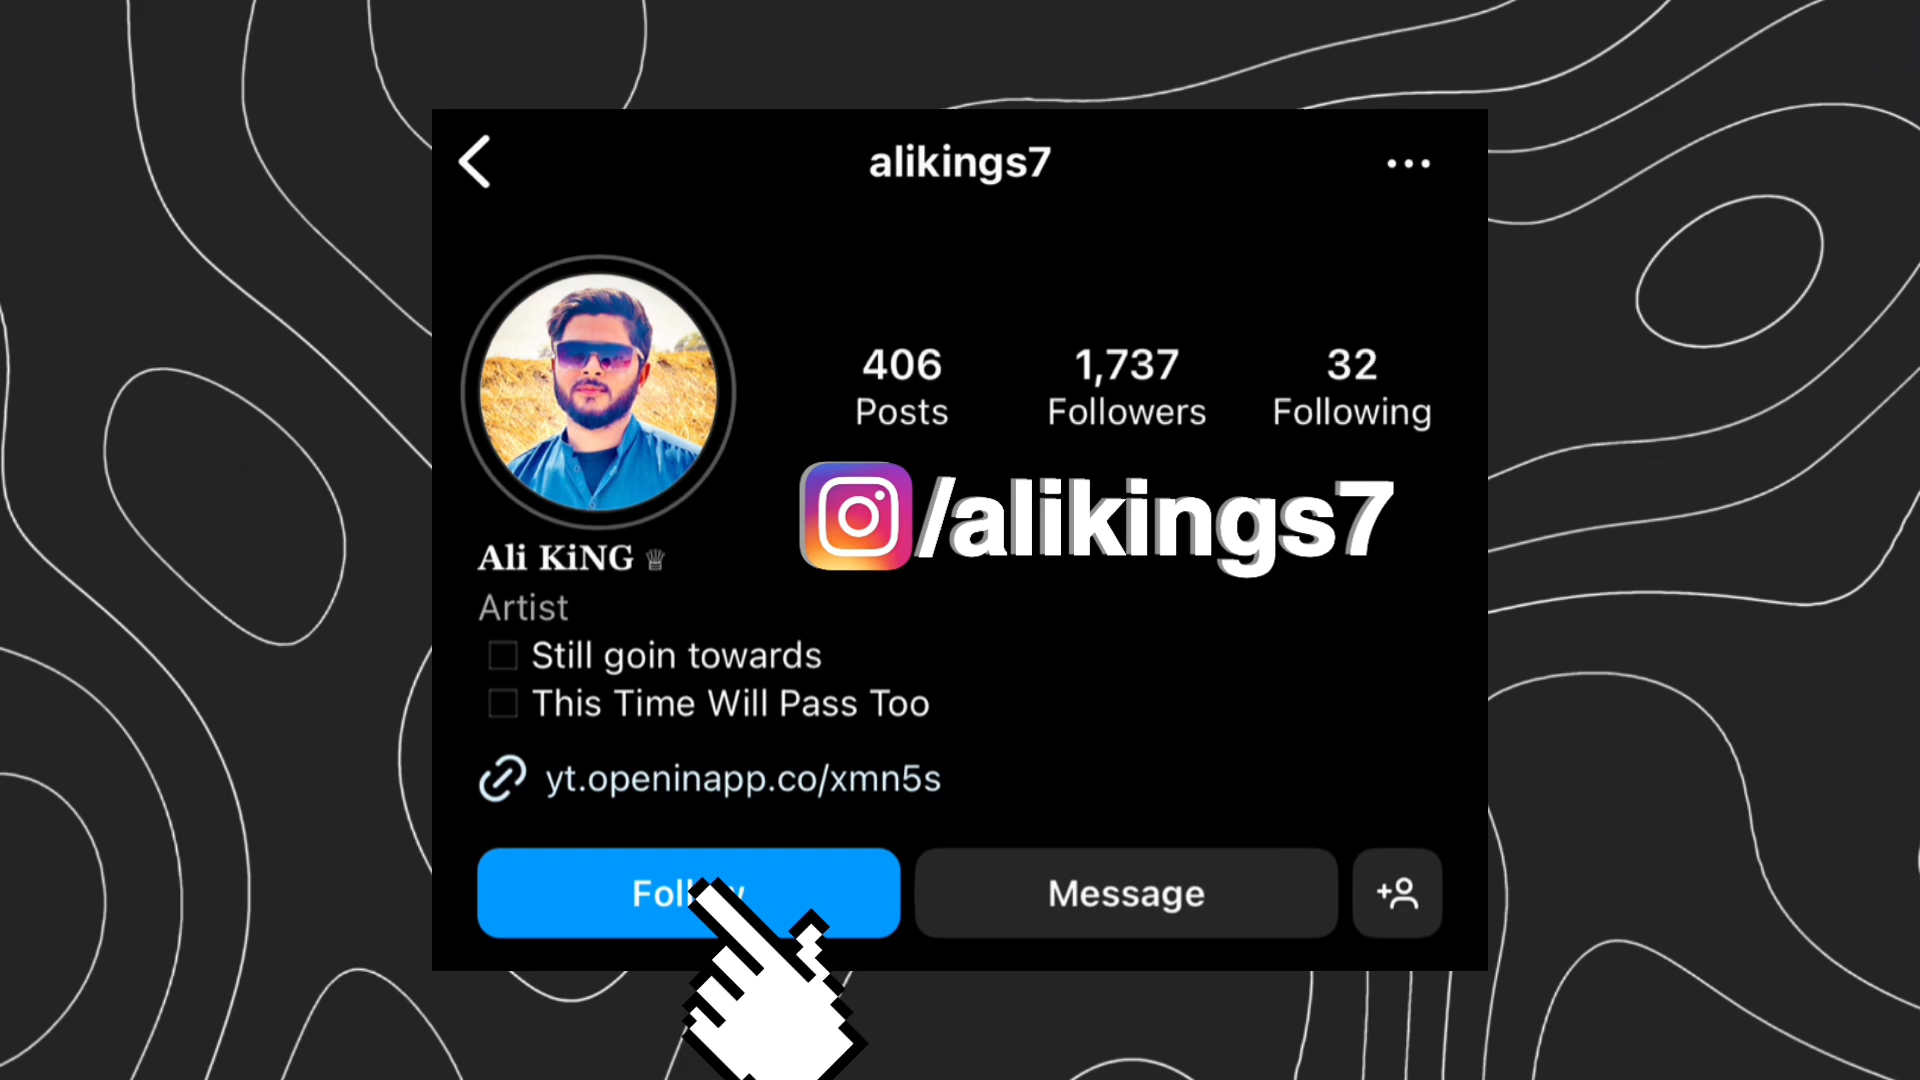 alikings7
406 1,737 32
Posts Followers Following
/alikings7
Ali KiNG ♕
Artist
Still goin towards
This Time Will Pass Too
yt.openinapp.co/xmn5s
Message